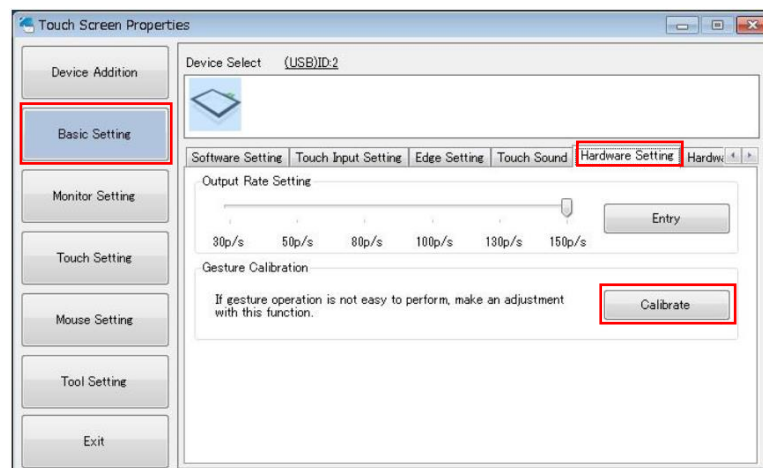 Touch Screen Properties
Device Addition
Basic Setting
Monitor Setting
Touch Setting
Mouse Setting
Tool Setting
Exit
Device Select (USB)ID:2
Software Setting Touch Input Setting Edge Setting Touch Sound Hardware Setting
Output Rate Setting
30p/s 50p/s 80p/s 100p/s 130p/s 150p/s
Entry
Gesture Calibration
If gesture operation is not easy to perform, make an adjustment
with this function.
Calibrate